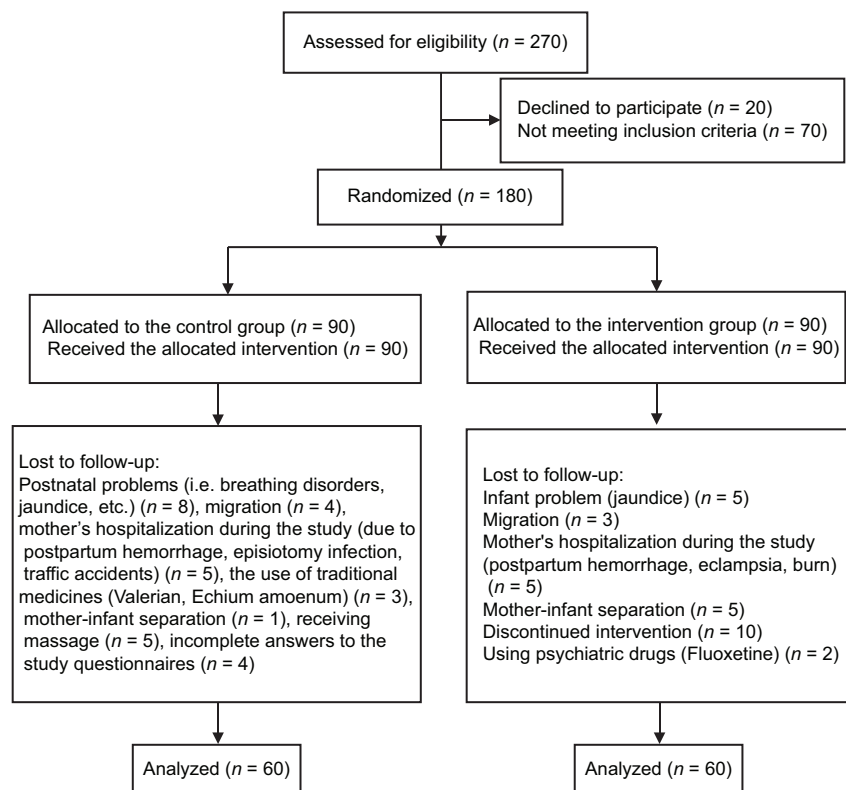 Assessed for eligibility (n = 270)
Declined to participate (n = 20)
Not meeting inclusion criteria (n = 70)
Randomized (n = 180)
Allocated to the control group (n = 90)
Received the allocated intervention (n = 90)
Allocated to the intervention group (n = 90)
Received the allocated intervention (n = 90)
Lost to follow-up:
Postnatal problems (i.e. breathing disorders,
jaundice, etc.) (n = 8), migration (n = 4),
mother's hospitalization during the study (due to
postpartum hemorrhage, episiotomy infection,
traffic accidents) (n = 5), the use of traditional
medicines (Valerian, Echium amoenum) (n = 3),
mother-infant separation (n = 1), receiving
massage (n = 5), incomplete answers to the
study questionnaires (n = 4)
Lost to follow-up:
Infant problem (jaundice) (n = 5)
Migration (n = 3)
Mother's hospitalization during the study
(postpartum hemorrhage, eclampsia, burn)
(n = 5)
Mother-infant separation (n = 5)
Discontinued intervention (n = 10)
Using psychiatric drugs (Fluoxetine) (n = 2)
Analyzed (n = 60)
Analyzed (n = 60)